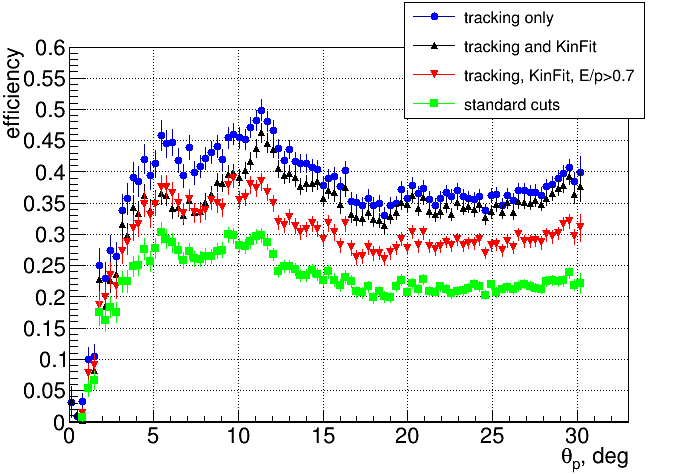 tracking only
tracking and KinFit
tracking, KinFit, E/p>0.7
standard cuts
efficiency
0.6
0.55
0.5
0.45
0.4
0.35
0.3
0.25
0.2
0.15
0.1
0.05
0
0 5 10 15 20 25 30
θp, deg